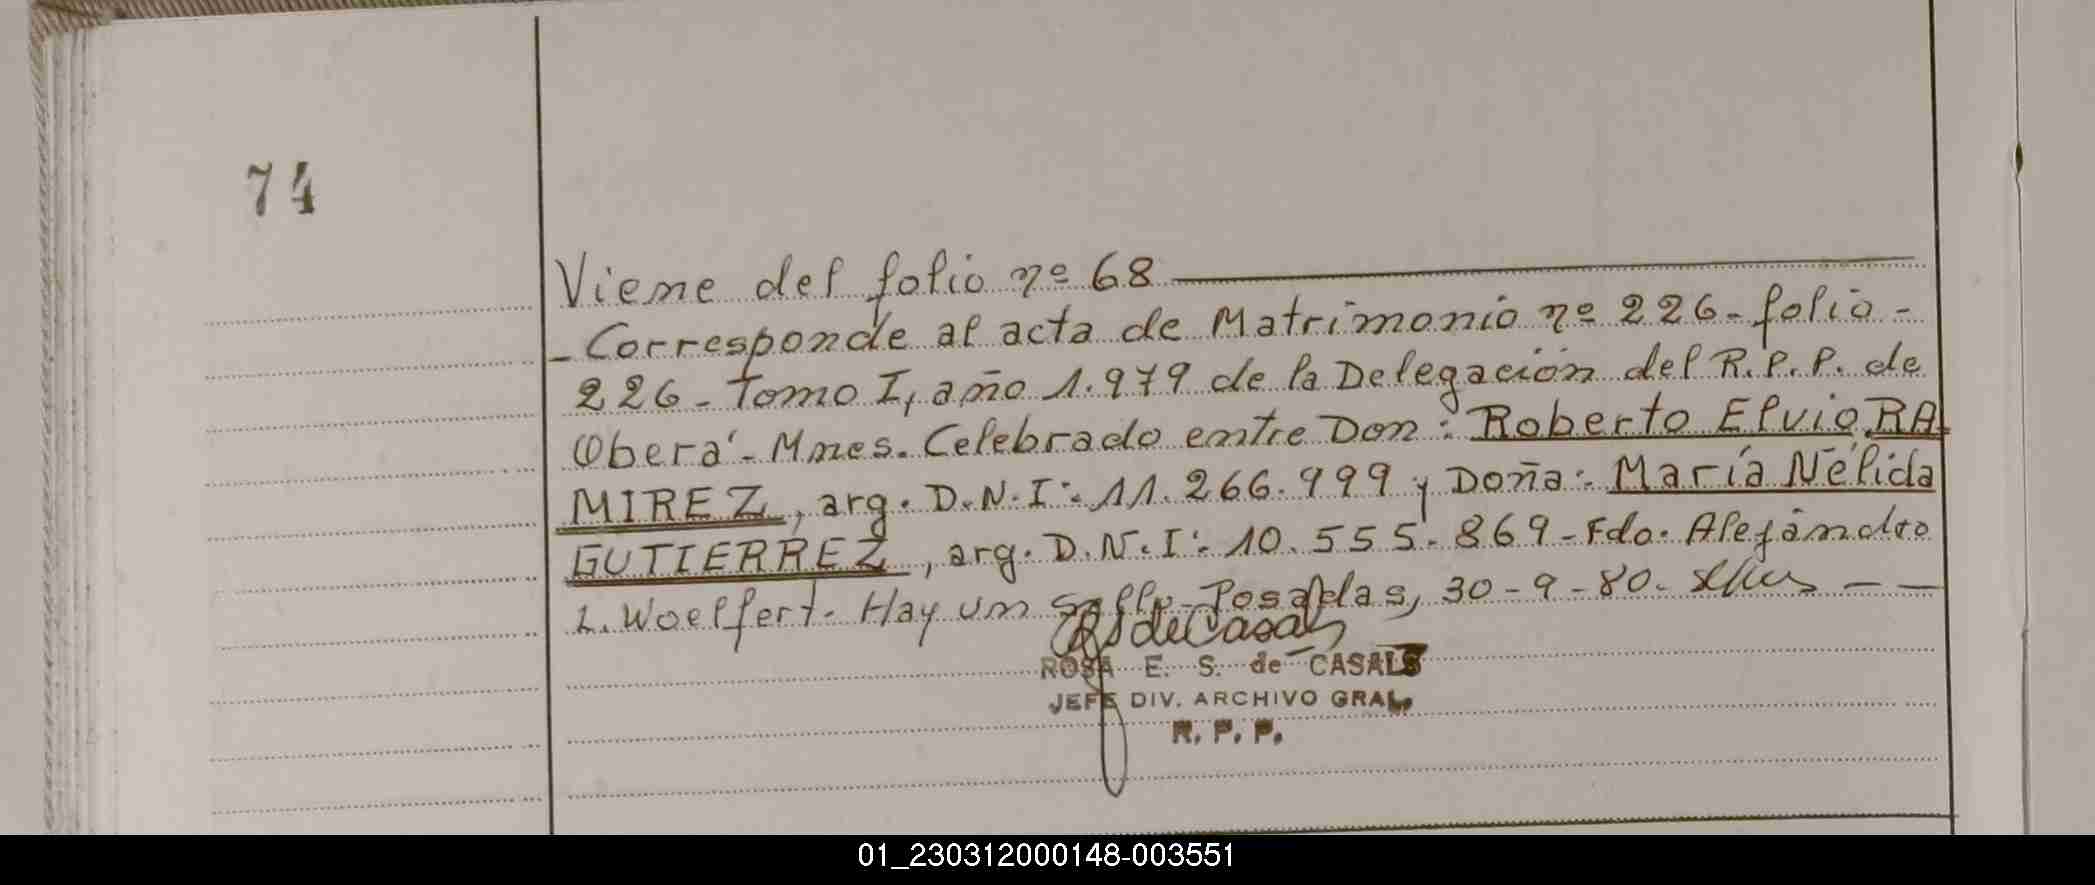 74
Viene del folio nº 68
- Corresponde al acta de Matrimonio nº 226 - folio -
226 - Tomo I, año 1.979 de la Delegación del R.P.P. de
Oberá - Mnes. Celebrado entre Don: Roberto Elvio RA
MIREZ, arg. D.N.I: 11.266.999 y Doña: María Nélida
GUTIERREZ, arg. D.N.I: 10.555.869 - Fdo. Alejandro
L. Woelfert - Hay un sello - Posadas, 30-9-80.
ROSA E. S. de CASALS
JEFE DIV. ARCHIVO GRAL.
R. P. P.
01_230312000148-003551